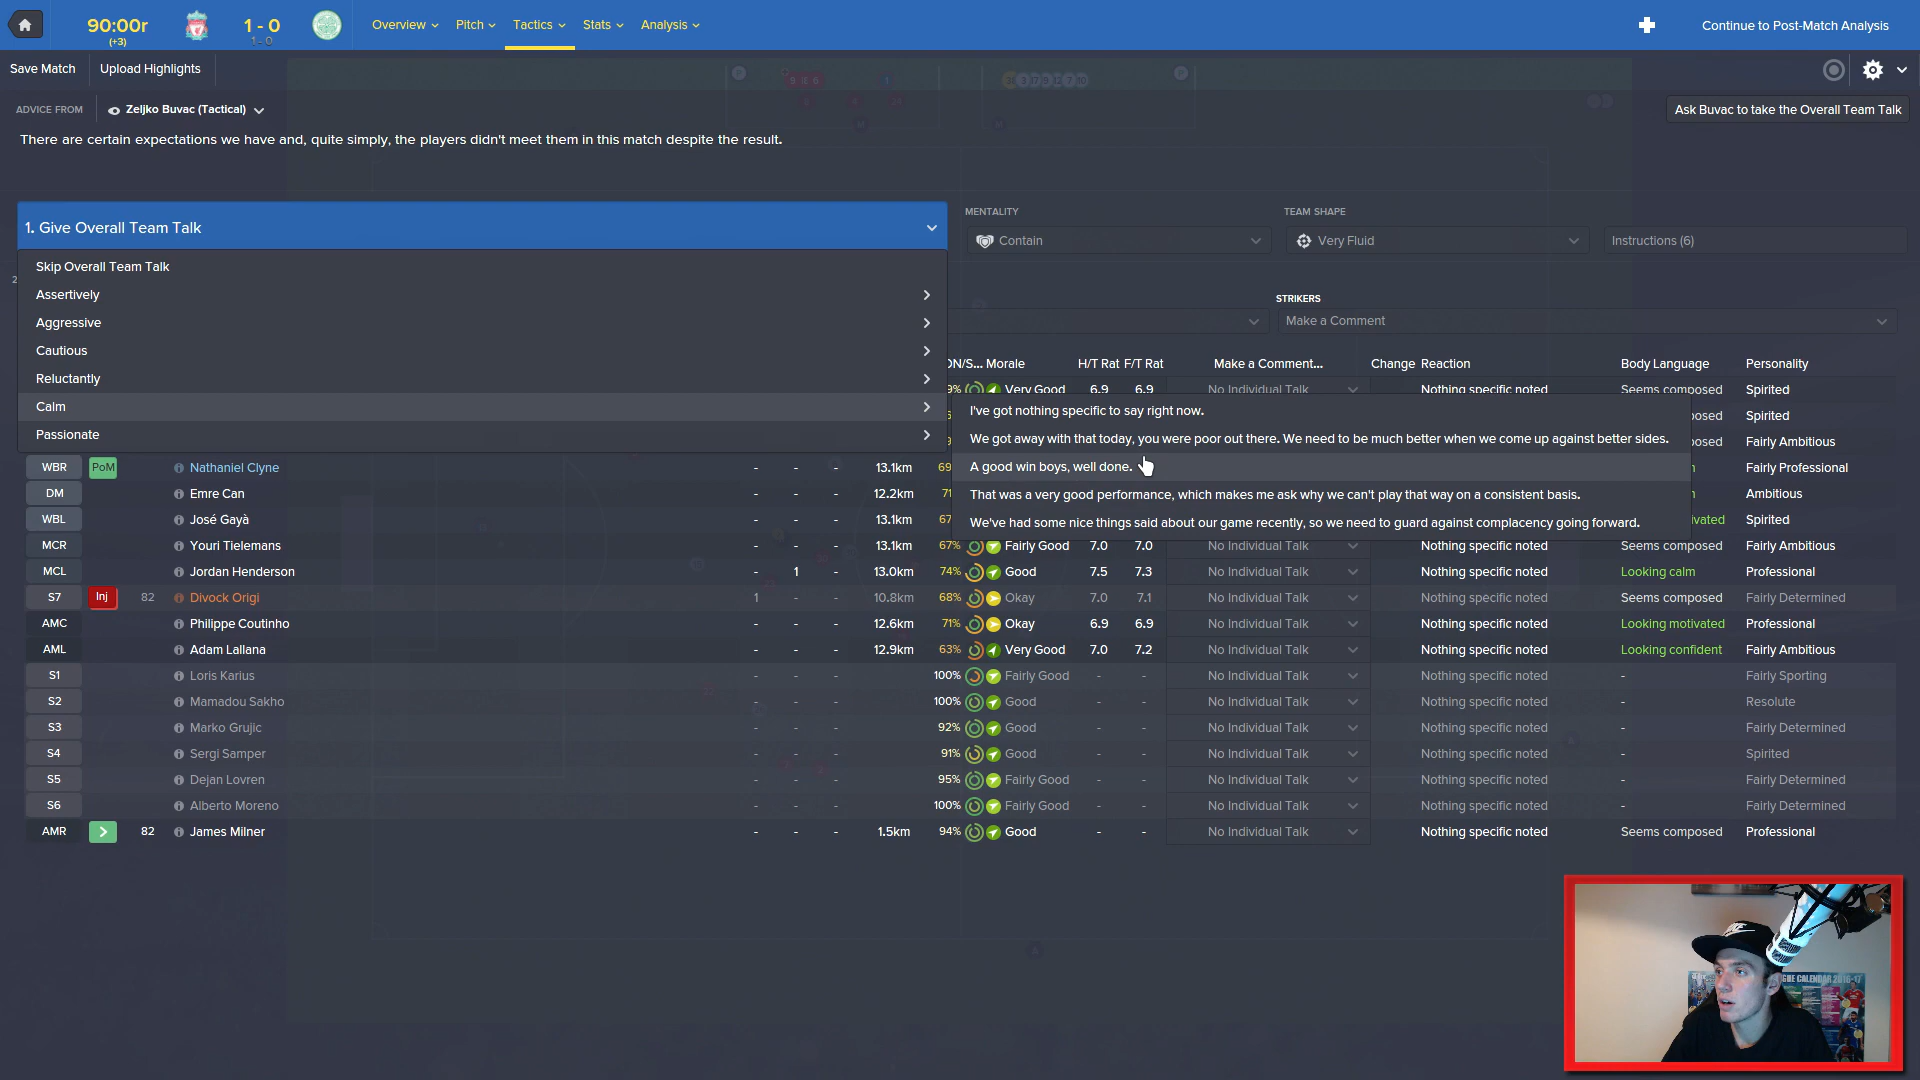 90:00r
(+3)
1 - 0
1 - 0
Overview
Pitch
Tactics
Stats
Analysis
Continue to Post-Match Analysis
Save Match
Upload Highlights
ADVICE FROM
Zeljko Buvac (Tactical)
Ask Buvac to take the Overall Team Talk
There are certain expectations we have and, quite simply, the players didn't meet them in this match despite the result.
1. Give Overall Team Talk
MENTALITY
Contain
TEAM SHAPE
Very Fluid
Instructions (6)
Skip Overall Team Talk
Assertively
Aggressive
Cautious
Reluctantly
Calm
Passionate
STRIKERS
Make a Comment
Morale H/T Rat F/T Rat Make a Comment... Change Reaction Body Language Personality
Very Good 6.9 6.9 No Individual Talk Nothing specific noted Seems composed Spirited
Spirited
Fairly Ambitious
I've got nothing specific to say right now.
We got away with that today, you were poor out there. We need to be much better when we come up against better sides.
A good win boys, well done.
That was a very good performance, which makes me ask why we can't play that way on a consistent basis.
We've had some nice things said about our game recently, so we need to guard against complacency going forward.
WBR PoM Nathaniel Clyne - - - 13.1km Fairly Professional
DM Emre Can - - - 12.2km Ambitious
WBL José Gayà - - - 13.1km Spirited
MCR Youri Tielemans - - - 13.1km 67% Fairly Good 7.0 7.0 No Individual Talk Nothing specific noted Seems composed Fairly Ambitious
MCL Jordan Henderson - 1 - 13.0km 74% Good 7.5 7.3 No Individual Talk Nothing specific noted Looking calm Professional
S7 Inj 82 Divock Origi 1 - - 10.8km 68% Okay 7.0 7.1 No Individual Talk Nothing specific noted Seems composed Fairly Determined
AMC Philippe Coutinho - - - 12.6km 71% Okay 6.9 6.9 No Individual Talk Nothing specific noted Looking motivated Professional
AML Adam Lallana - - - 12.9km 63% Very Good 7.0 7.2 No Individual Talk Nothing specific noted Looking confident Fairly Ambitious
S1 Loris Karius - - - 100% Fairly Good - - No Individual Talk Nothing specific noted - Fairly Sporting
S2 Mamadou Sakho - - - 100% Good - - No Individual Talk Nothing specific noted - Resolute
S3 Marko Grujic - - - 92% Good - - No Individual Talk Nothing specific noted - Fairly Determined
S4 Sergi Samper - - - 91% Good - - No Individual Talk Nothing specific noted - Spirited
S5 Dejan Lovren - - - 95% Fairly Good - - No Individual Talk Nothing specific noted - Fairly Determined
S6 Alberto Moreno - - - 100% Fairly Good - - No Individual Talk Nothing specific noted - Fairly Determined
AMR 82 James Milner - - - 1.5km 94% Good - - No Individual Talk Nothing specific noted Seems composed Professional
CALENDAR 2016-17